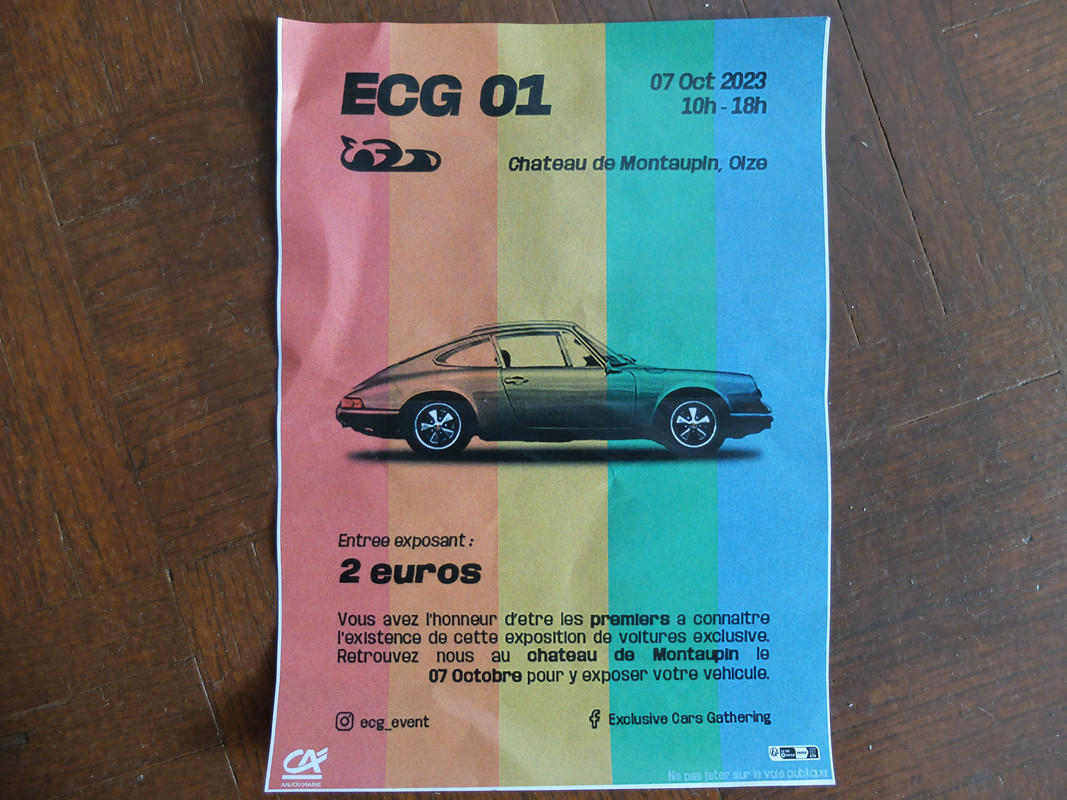 ECG 01
07 Oct 2023
10h - 18h
Chateau de Montaupin, Oize
Entree exposant :
2 euros
Vous avez l'honneur d'etre les premiers a connaitre
l'existence de cette exposition de voitures exclusive.
Retrouvez nous au chateau de Montaupin le
07 Octobre pour y exposer votre vehicule.
ecg_event
Exclusive Cars Gathering
CA
ANJOU MAINE
Ne pas jeter sur la voie publique